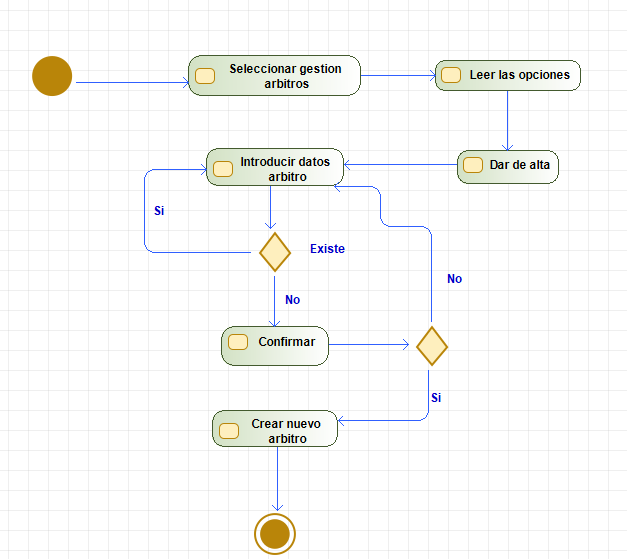 Seleccionar gestion
arbitros
Leer las opciones
Introducir datos
arbitro
Dar de alta
Si
Existe
No
No
Confirmar
Si
Crear nuevo
arbitro